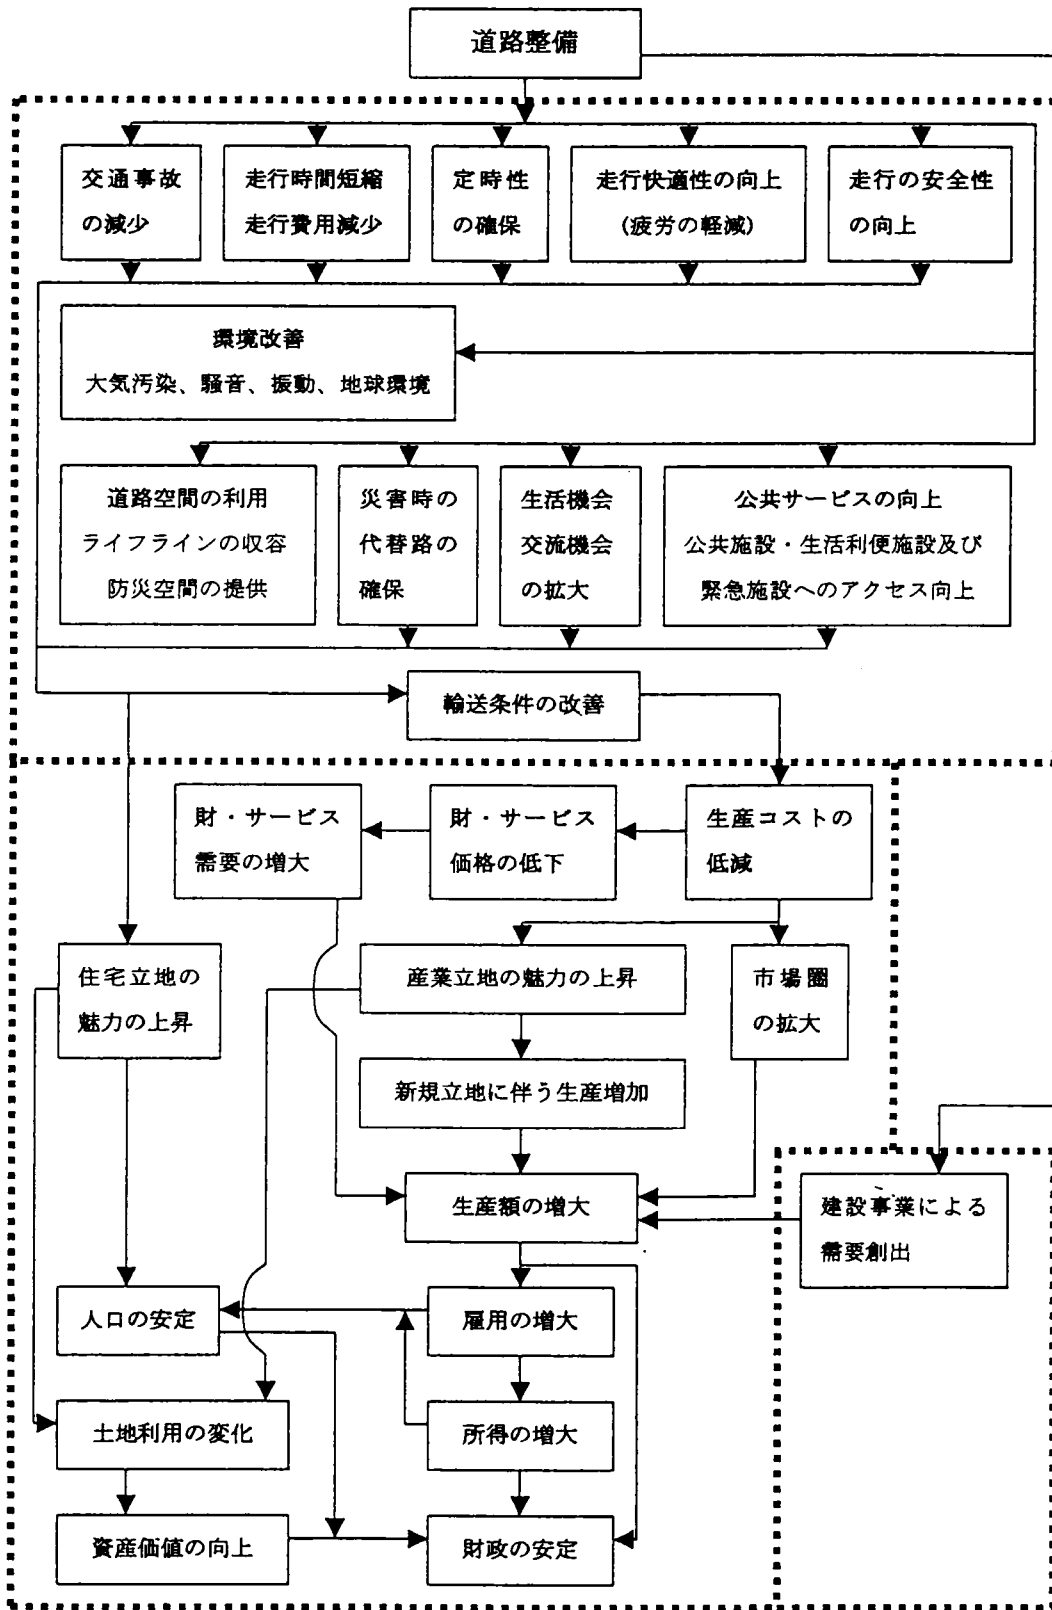 道路整備
交通事故
の減少
走行時間短縮
走行費用減少
定時性
の確保
走行快適性の向上
(疲労の軽減)
走行の安全性
の向上
環境改善
大気汚染、騒音、振動、地球環境
道路空間の利用
ライフラインの収容
防災空間の提供
災害時の
代替路の
確保
生活機会
交流機会
の拡大
公共サービスの向上
公共施設・生活利便施設及び
緊急施設へのアクセス向上
輸送条件の改善
財・サービス
需要の増大
財・サービス
価格の低下
生産コストの
低減
住宅立地の
魅力の上昇
産業立地の魅力の上昇
市場圏
の拡大
新規立地に伴う生産増加
生産額の増大
建設事業による
需要創出
人口の安定
雇用の増大
土地利用の変化
所得の増大
資産価値の向上
財政の安定